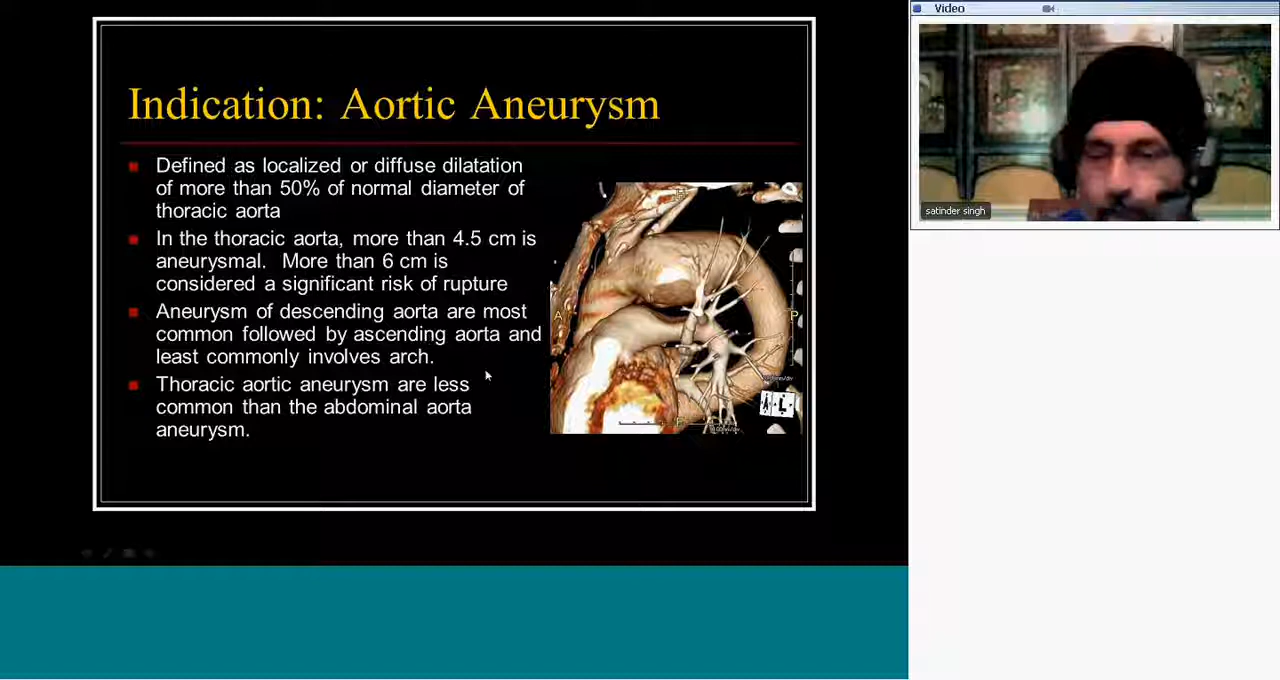 Indication: Aortic Aneurysm
Defined as localized or diffuse dilatation
of more than 50% of normal diameter of
thoracic aorta
In the thoracic aorta, more than 4.5 cm is
aneurysmal. More than 6 cm is
considered a significant risk of rupture
Aneurysm of descending aorta are most
common followed by ascending aorta and
least commonly involves arch.
Thoracic aortic aneurysm are less
common than the abdominal aorta
aneurysm.
A
P
L
Video
satinder singh